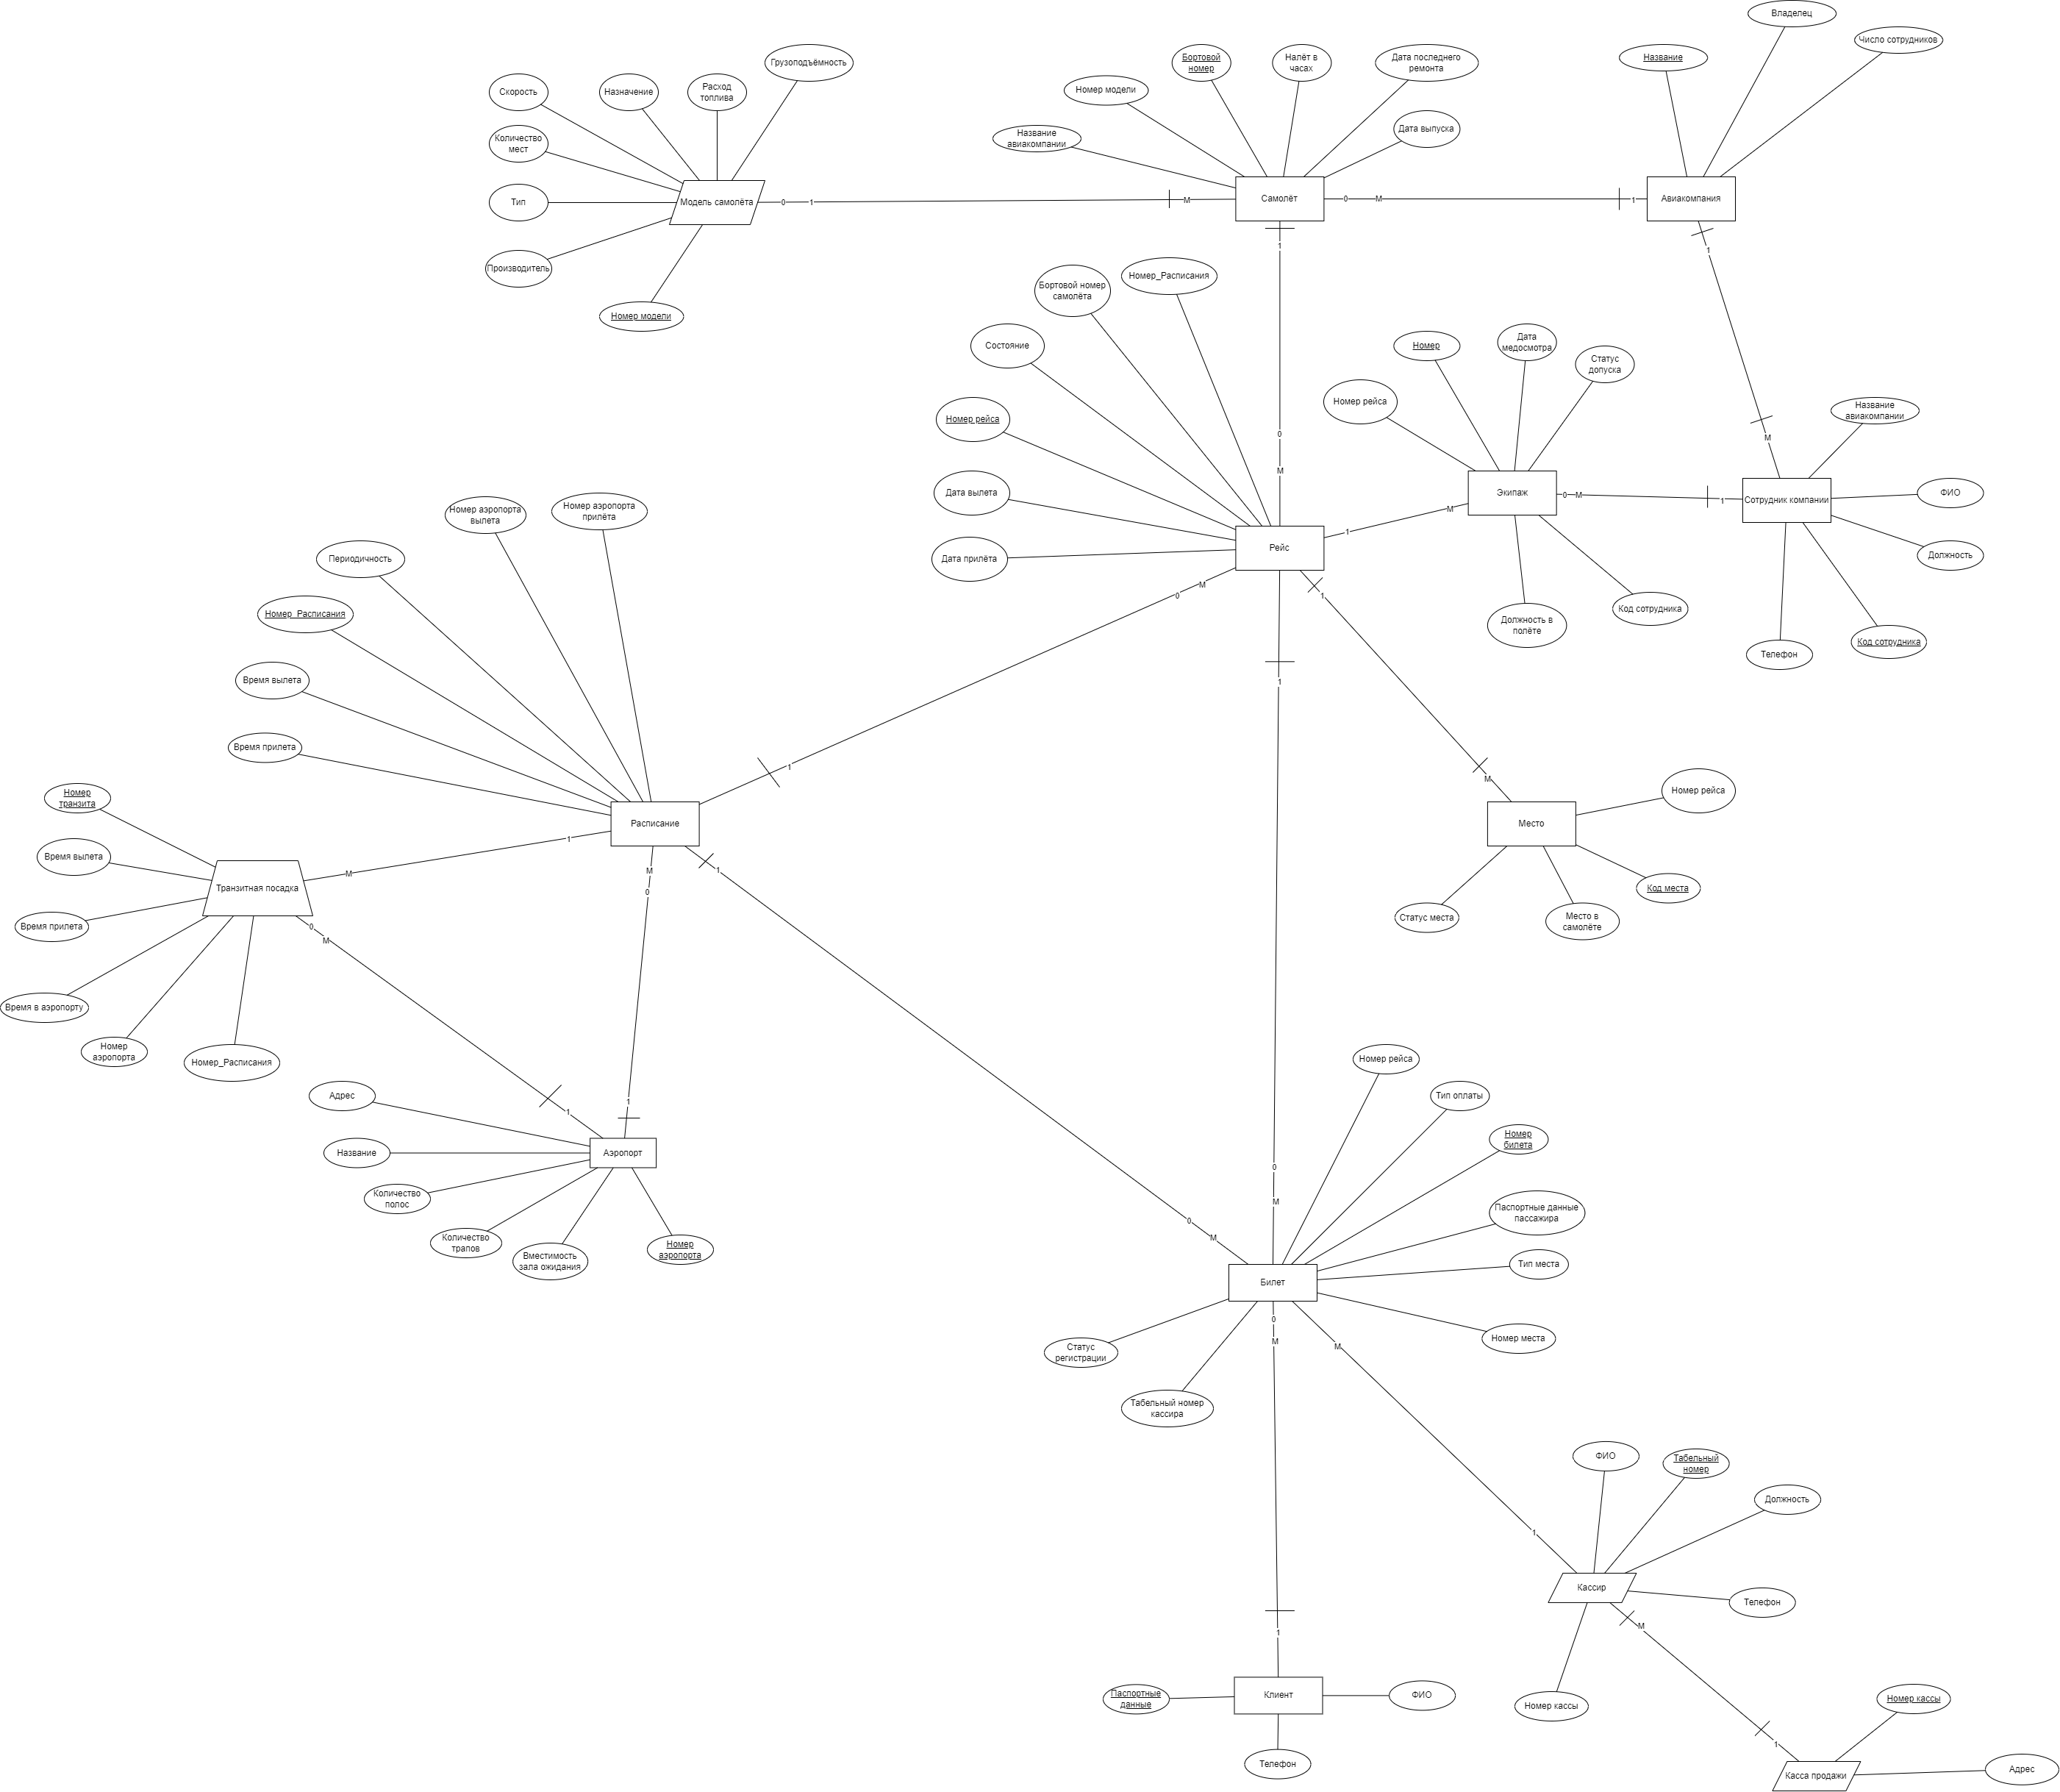 Владелец
Число сотрудников
Название
Грузоподъёмность
Скорость
Назначение
Расход
топлива
Количество
мест
Тип
Производитель
Номер модели
Модель самолёта
0
1
М
Бортовой
номер
Налёт в
часах
Дата последнего
ремонта
Номер модели
Название
авиакомпании
Дата выпуска
Самолёт
0
М
1
Авиакомпания
1
М
1
0
М
Номер_Расписания
Бортовой номер
самолёта
Состояние
Номер рейса
Дата вылета
Дата прилёта
Рейс
1
М
Номер
Дата
медосмотра
Статус
допуска
Номер рейса
Экипаж
0
М
1
Должность в
полёте
Код сотрудника
Название
авиакомпании
Сотрудник компании
ФИО
Должность
Код сотрудника
Телефон
Номер аэропорта
вылета
Номер аэропорта
прилёта
Периодичность
Номер_Расписания
Время вылета
Время прилета
М
0
1
1
1
М
Расписание
Номер
транзита
Время вылета
Транзитная посадка
Время прилета
Время в аэропорту
Номер
аэропорта
Номер_Расписания
М
1
0
М
1
М
0
1
1
0
М
Место
Номер рейса
Код места
Статус места
Место в
самолёте
Адрес
Название
Аэропорт
Количество
полос
Количество
трапов
Вместимость
зала ожидания
Номер
аэропорта
Номер рейса
Тип оплаты
Номер
билета
0
М
Паспортные данные
пассажира
Тип места
Билет
Номер места
Статус
регистрации
Табельный номер
кассира
0
М
1
М
1
ФИО
Табельный
номер
Должность
Кассир
Телефон
Номер кассы
М
1
Паспортные
данные
Клиент
ФИО
Телефон
Номер кассы
Касса продажи
Адрес